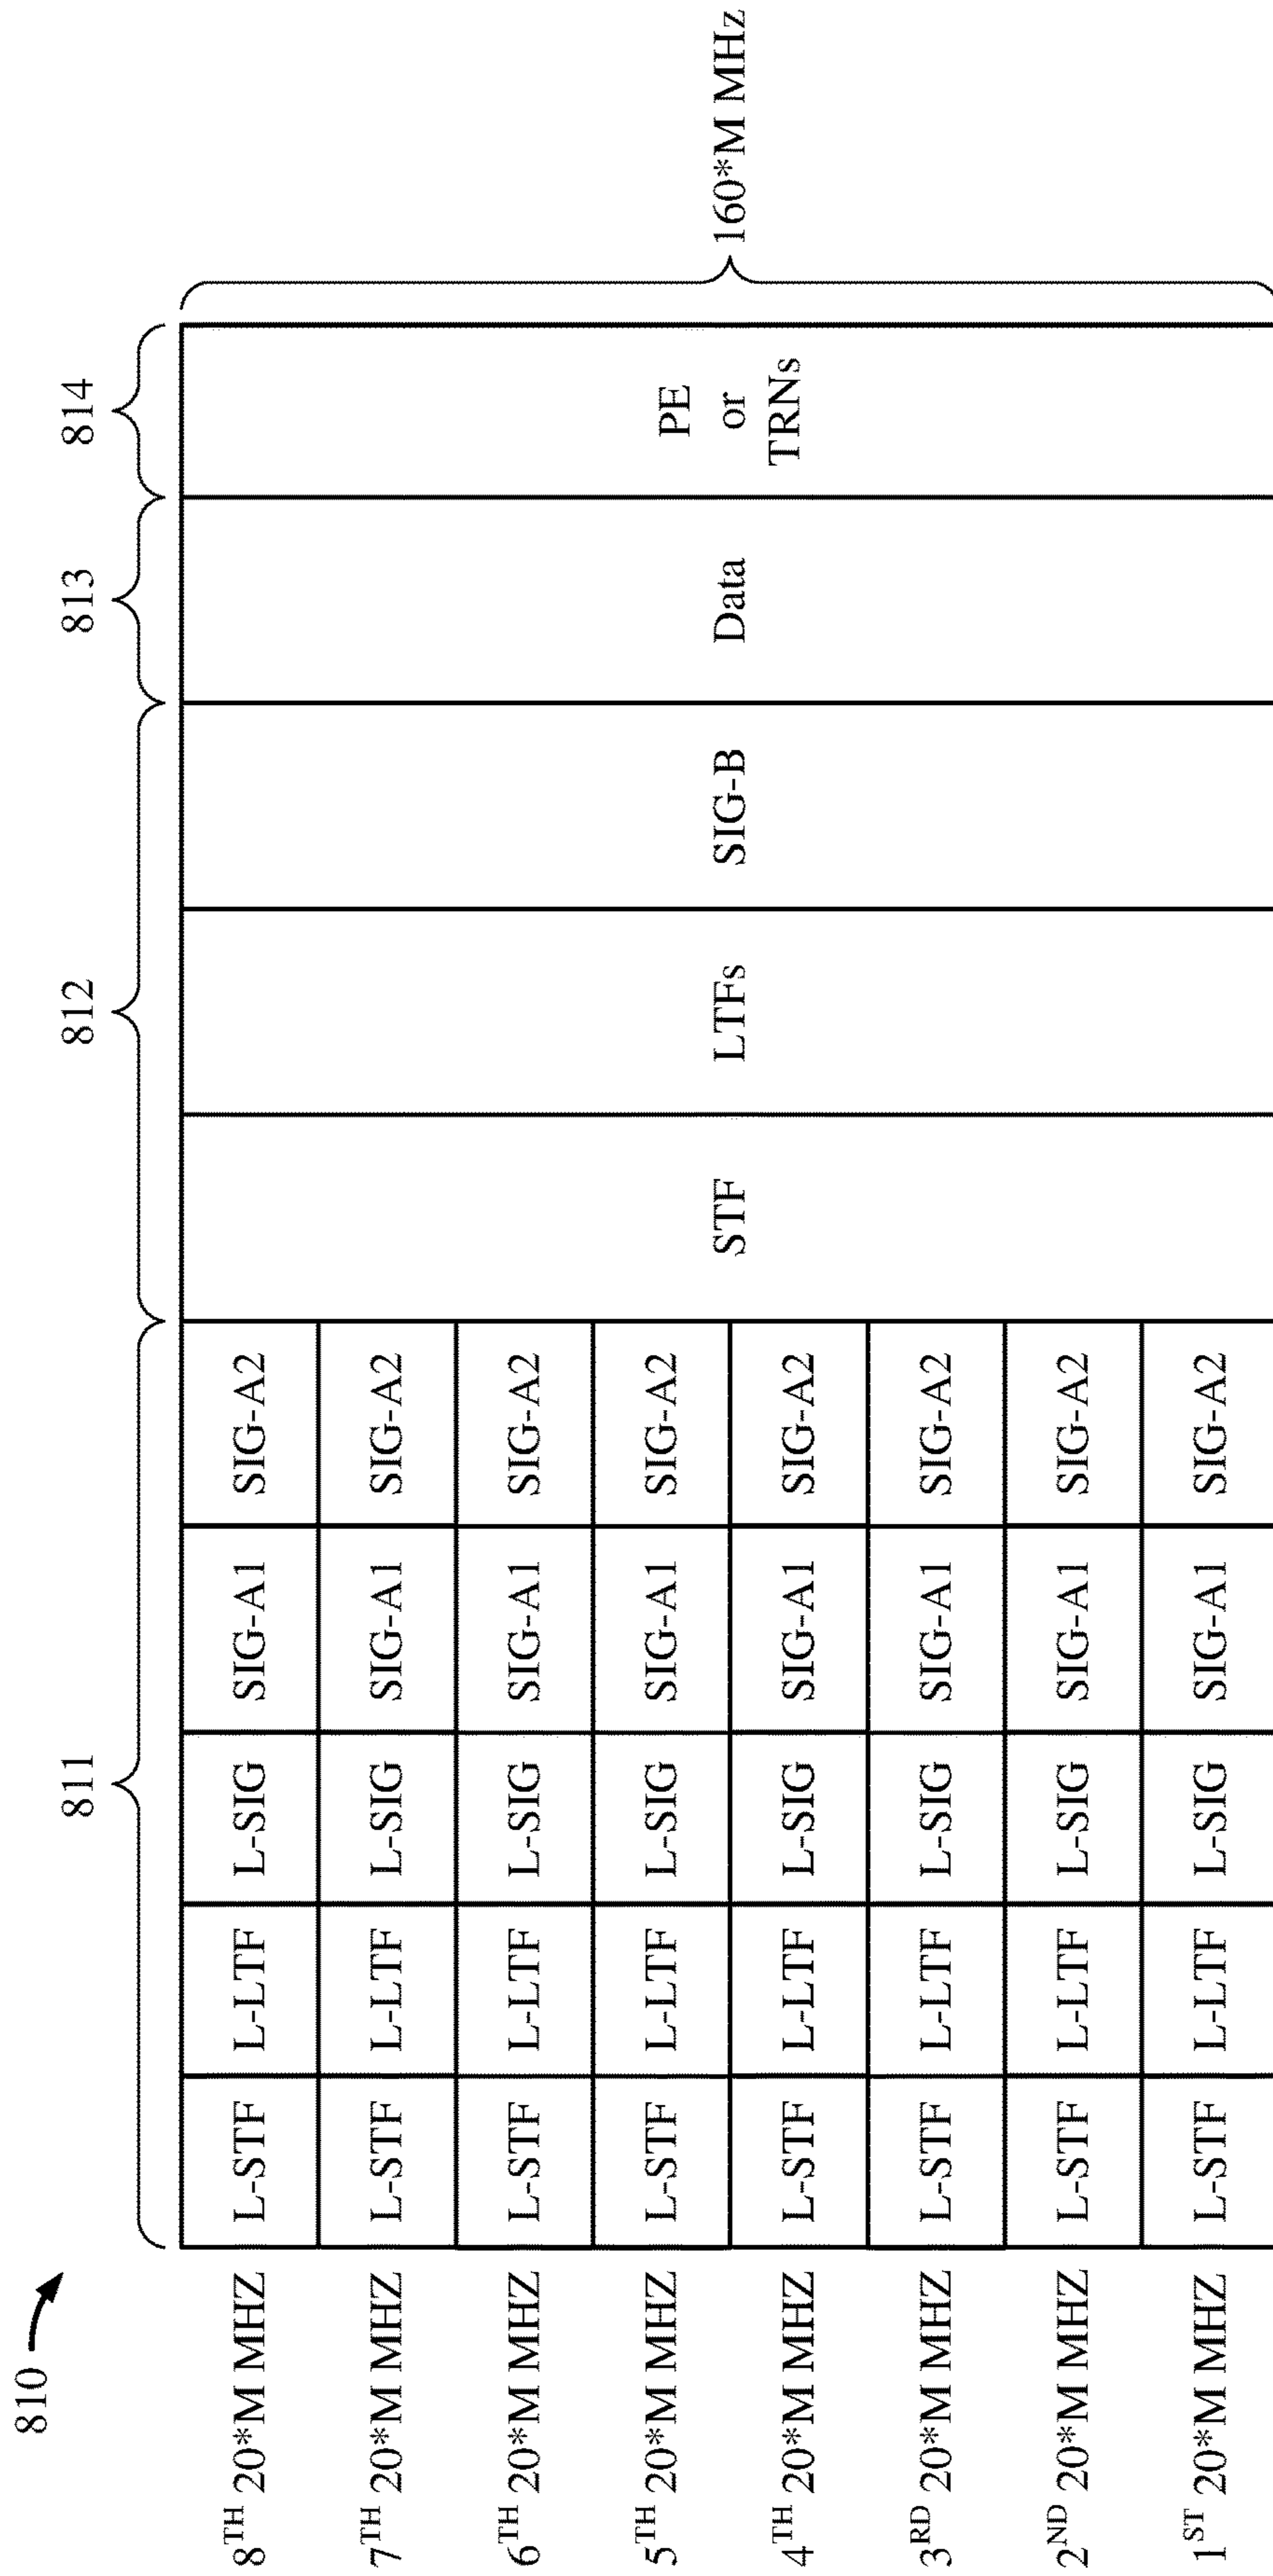 810
811
812
813
814
8TH 20*M MHZ
L-STF
L-LTF
L-SIG
SIG-A1
SIG-A2
7TH 20*M MHZ
L-STF
L-LTF
L-SIG
SIG-A1
SIG-A2
6TH 20*M MHZ
L-STF
L-LTF
L-SIG
SIG-A1
SIG-A2
5TH 20*M MHZ
L-STF
L-LTF
L-SIG
SIG-A1
SIG-A2
4TH 20*M MHZ
L-STF
L-LTF
L-SIG
SIG-A1
SIG-A2
3RD 20*M MHZ
L-STF
L-LTF
L-SIG
SIG-A1
SIG-A2
2ND 20*M MHZ
L-STF
L-LTF
L-SIG
SIG-A1
SIG-A2
1ST 20*M MHZ
L-STF
L-LTF
L-SIG
SIG-A1
SIG-A2
STF
LTFs
SIG-B
Data
PE
or
TRNs
160*M MHz